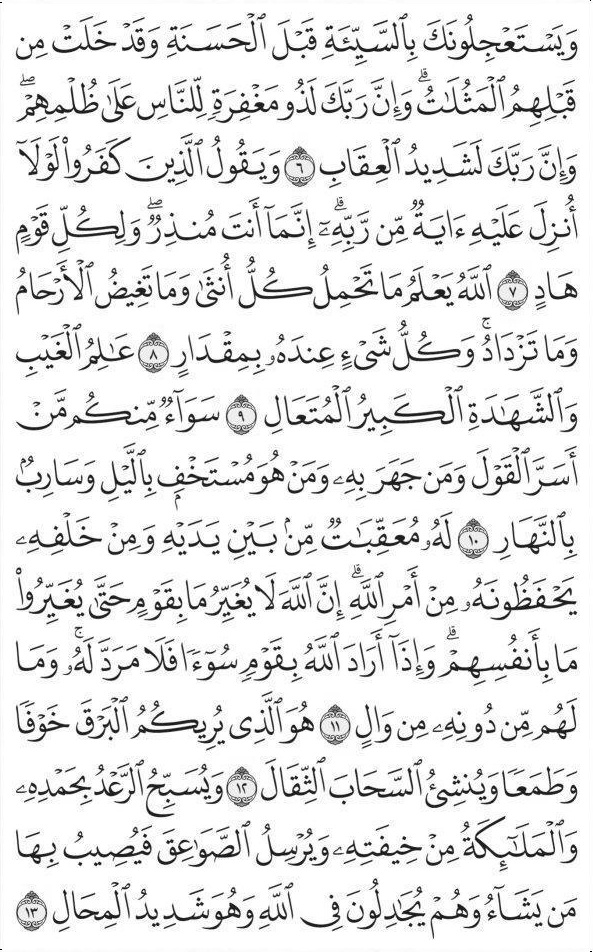 وَيَسۡتَعۡجِلُونَكَ بِٱلسَّيِّئَةِ قَبۡلَ ٱلۡحَسَنَةِ وَقَدۡ خَلَتۡ مِن
قَبۡلِهِمُ ٱلۡمَثُلَٰتُۗ وَإِنَّ رَبَّكَ لَذُو مَغۡفِرَةٖ لِّلنَّاسِ عَلَىٰ ظُلۡمِهِمۡۖ
وَإِنَّ رَبَّكَ لَشَدِيدُ ٱلۡعِقَابِ ٦ وَيَقُولُ ٱلَّذِينَ كَفَرُواْ لَوۡلَآ
أُنزِلَ عَلَيۡهِ ءَايَةٞ مِّن رَّبِّهِۦٓۗ إِنَّمَآ أَنتَ مُنذِرٞۖ وَلِكُلِّ قَوۡمٍ
هَادٍ ٧ ٱللَّهُ يَعۡلَمُ مَا تَحۡمِلُ كُلُّ أُنثَىٰ وَمَا تَغِيضُ ٱلۡأَرۡحَامُ
وَمَا تَزۡدَادُۚ وَكُلُّ شَيۡءٍ عِندَهُۥ بِمِقۡدَارٍ ٨ عَٰلِمُ ٱلۡغَيۡبِ
وَٱلشَّهَٰدَةِ ٱلۡكَبِيرُ ٱلۡمُتَعَالِ ٩ سَوَآءٞ مِّنكُم مَّنۡ
أَسَرَّ ٱلۡقَوۡلَ وَمَن جَهَرَ بِهِۦ وَمَنۡ هُوَ مُسۡتَخۡفِۭ بِٱلَّيۡلِ وَسَارِبُۢ
بِٱلنَّهَارِ ١٠ لَهُۥ مُعَقِّبَٰتٞ مِّنۢ بَيۡنِ يَدَيۡهِ وَمِنۡ خَلۡفِهِۦ
يَحۡفَظُونَهُۥ مِنۡ أَمۡرِ ٱللَّهِۗ إِنَّ ٱللَّهَ لَا يُغَيِّرُ مَا بِقَوۡمٍ حَتَّىٰ يُغَيِّرُواْ
مَا بِأَنفُسِهِمۡۗ وَإِذَآ أَرَادَ ٱللَّهُ بِقَوۡمٖ سُوٓءٗا فَلَا مَرَدَّ لَهُۥۚ وَمَا
لَهُم مِّن دُونِهِۦ مِن وَالٍ ١١ هُوَ ٱلَّذِي يُرِيكُمُ ٱلۡبَرۡقَ خَوۡفٗا
وَطَمَعٗا وَيُنشِئُ ٱلسَّحَابَ ٱلثِّقَالَ ١٢ وَيُسَبِّحُ ٱلرَّعۡدُ بِحَمۡدِهِۦ
وَٱلۡمَلَٰٓئِكَةُ مِنۡ خِيفَتِهِۦ وَيُرۡسِلُ ٱلصَّوَٰعِقَ فَيُصِيبُ بِهَا
مَن يَشَآءُ وَهُمۡ يُجَٰدِلُونَ فِي ٱللَّهِ وَهُوَ شَدِيدُ ٱلۡمِحَالِ ١٣